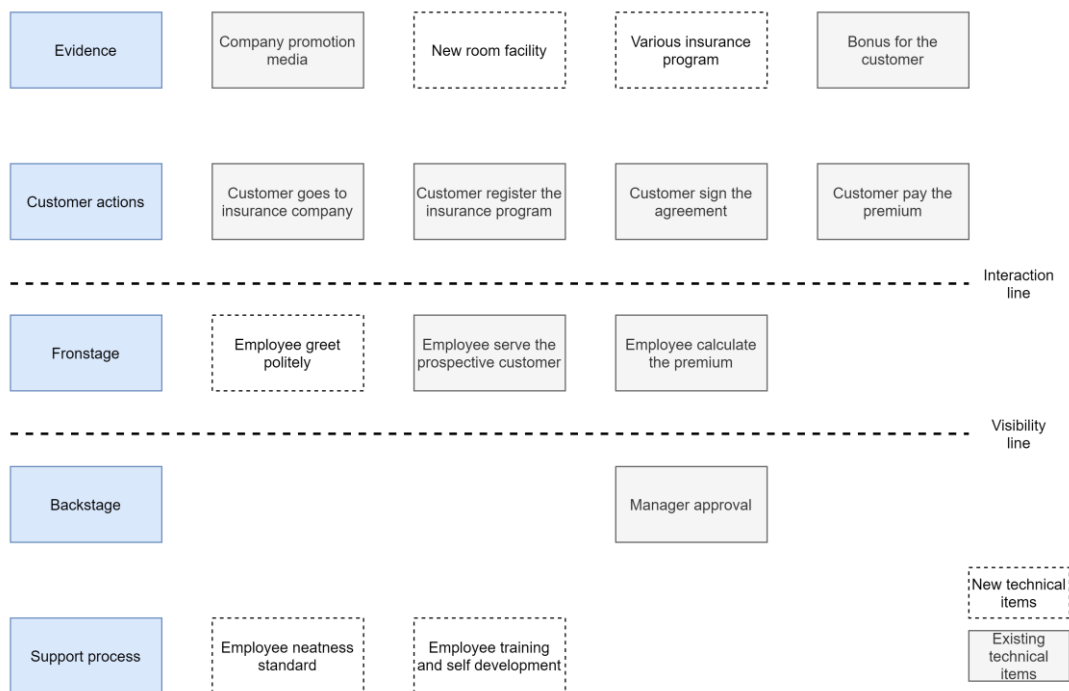 Evidence
Company promotion
media
New room facility
Various insurance
program
Bonus for the
customer
Customer actions
Customer goes to
insurance company
Customer register the
insurance program
Customer sign the
agreement
Customer pay the
premium
Interaction
line
Fronstage
Employee greet
politely
Employee serve the
prospective customer
Employee calculate
the premium
Visibility
line
Backstage
Manager approval
New technical
items
Support process
Employee neatness
standard
Employee training
and self development
Existing
technical
items